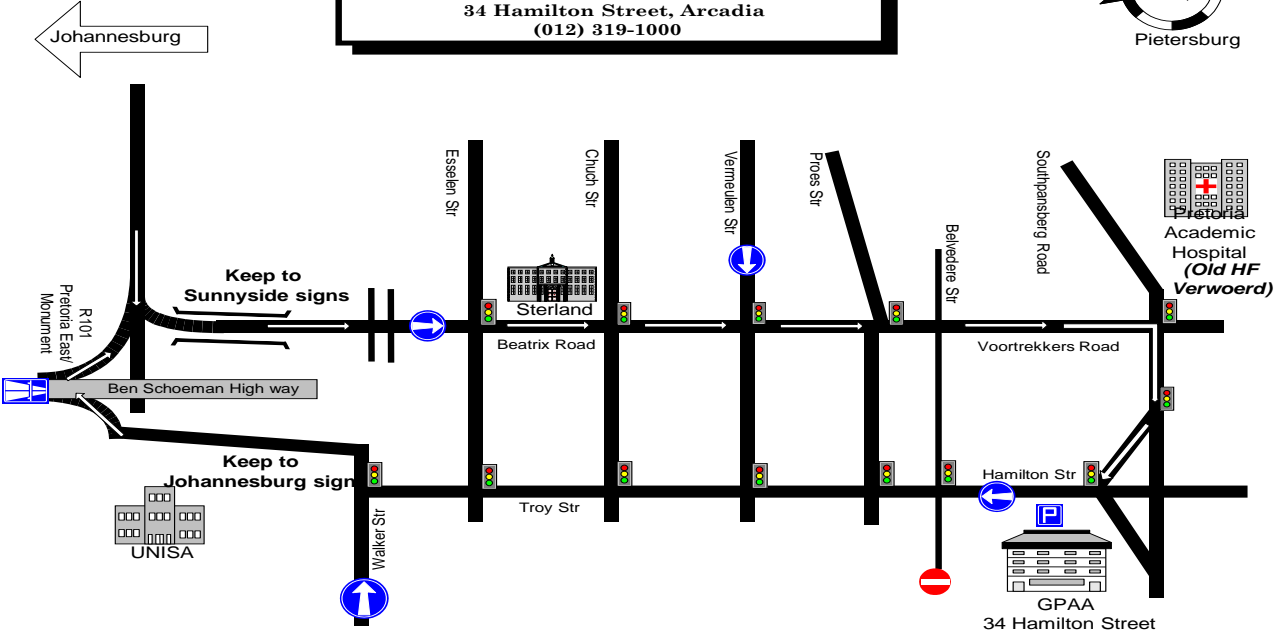 34 Hamilton Street, Arcadia
(012) 319-1000
Johannesburg
Pietersburg
Esselen Str
Chuch Str
Vermeulen Str
Proes Str
Belvedere Str
Southpansberg Road
Pretoria
Academic
Hospital
(Old HF
Verwoerd)
Keep to
Sunnyside signs
Sterland
Beatrix Road
Voortrekkers Road
R101
Pretoria East/
Monument
Ben Schoeman High way
Keep to
Johannesburg sign
Hamilton Str
Troy Str
Walker Str
UNISA
P
GPAA
34 Hamilton Street